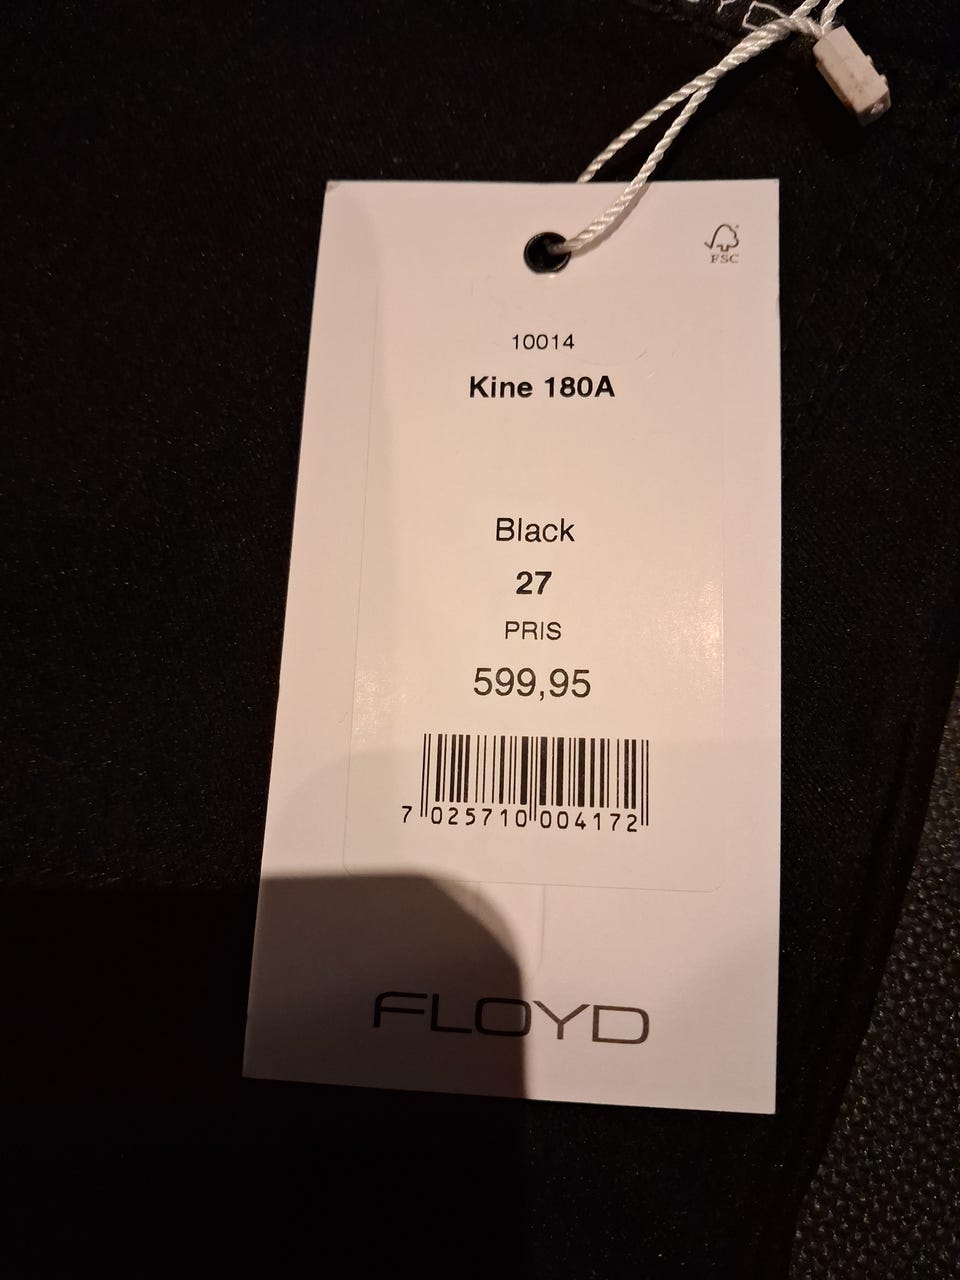 FSC
10014
Kine 180A
Black
27
PRIS
599,95
7 025710 004172
FLOYD